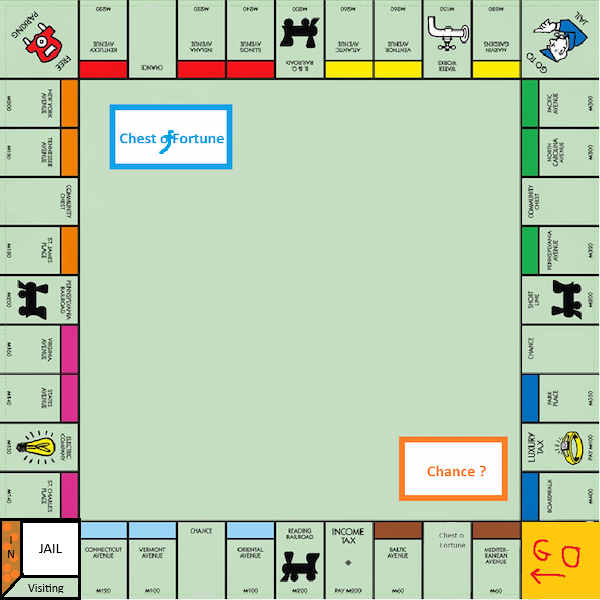 FREE
PARKING
KENTUCKY
AVENUE
M220
CHANCE
INDIANA
AVENUE
M220
ILLINOIS
AVENUE
M240
B. & O.
RAILROAD
M200
ATLANTIC
AVENUE
M260
VENTNOR
AVENUE
M260
WATER
WORKS
M150
MARVIN
GARDENS
M280
GO TO
JAIL
NEW YORK
AVENUE
M200
TENNESSEE
AVENUE
M180
COMMUNITY
CHEST
ST. JAMES
PLACE
M180
PENNSYLVANIA
RAILROAD
M200
VIRGINIA
AVENUE
M160
STATES
AVENUE
M140
ELECTRIC
COMPANY
M150
ST. CHARLES
PLACE
M140
Chest of Fortune
Chance ?
PACIFIC
AVENUE
M300
NORTH
CAROLINA
AVENUE
M300
COMMUNITY
CHEST
PENNSYLVANIA
AVENUE
M320
SHORT
LINE
M200
CHANCE
PARK
PLACE
M350
LUXURY
TAX
PAY M100
BOARDWALK
M400
IN
JAIL
Visiting
CONNECTICUT
AVENUE
M120
VERMONT
AVENUE
M100
CHANCE
ORIENTAL
AVENUE
M100
READING
RAILROAD
M200
INCOME
TAX
PAY M200
BALTIC
AVENUE
M60
Chest o
Fortune
MEDITER-
RANEAN
AVENUE
M60
GO